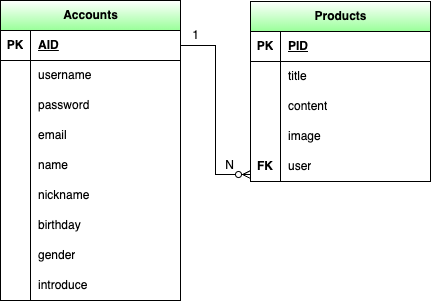 Accounts
PK AID
username
password
email
name
nickname
birthday
gender
introduce
1
N
Products
PK PID
title
content
image
FK user